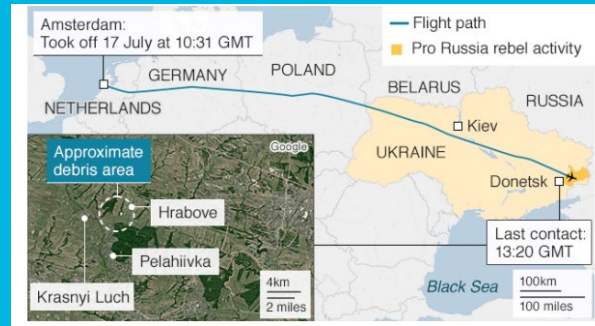 Amsterdam:
Took off 17 July at 10:31 GMT
Flight path
Pro Russia rebel activity
POLAND
GERMANY
BELARUS
RUSSIA
NETHERLANDS
Kiev
Google
UKRAINE
Approximate
debris area
Donetsk
Hrabove
Last contact:
13:20 GMT
Pelahiivka
Krasnyi Luch
4km
2 miles
Black Sea
100km
100 miles